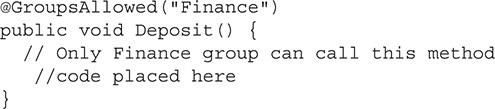 @GroupsAllowed("Finance")
public void Deposit() {
  // Only Finance group can call this method
   //code placed here
}